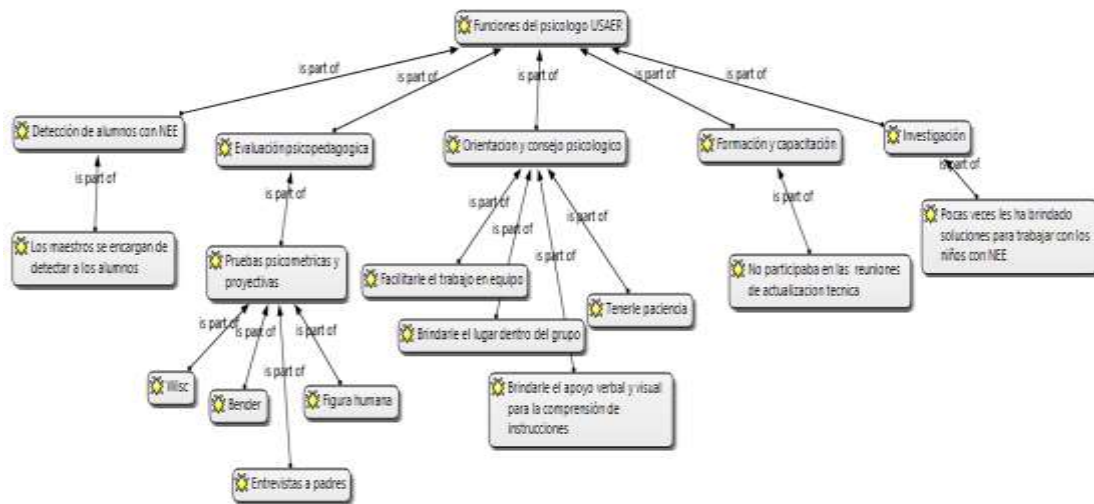 Funciones del psicologo USAER
is part of
is part of
is part of
is part of
is part of
Detección de alumnos con NEE
Evaluación psicopedagogica
Orientacion y consejo psicologico
Formación y capacitación
Investigación
is part of
is part of
is part of
is part of
is part of
is part of
is part of
is part of
Los maestros se encargan de
detectar a los alumnos
Pruebas psicometricas y
proyectivas
Facilitarle el trabajo en equipo
Tenerle paciencia
No participaba en las reuniones
de actualizacion tecnica
Pocas veces les ha brindado
soluciones para trabajar con los
niños con NEE
Brindarle el lugar dentro del grupo
is part of
is part of
is part of
is part of
Wisc
Bender
Figura humana
Brindarle el apoyo verbal y visual
para la comprensión de
instrucciones
Entrevistas a padres